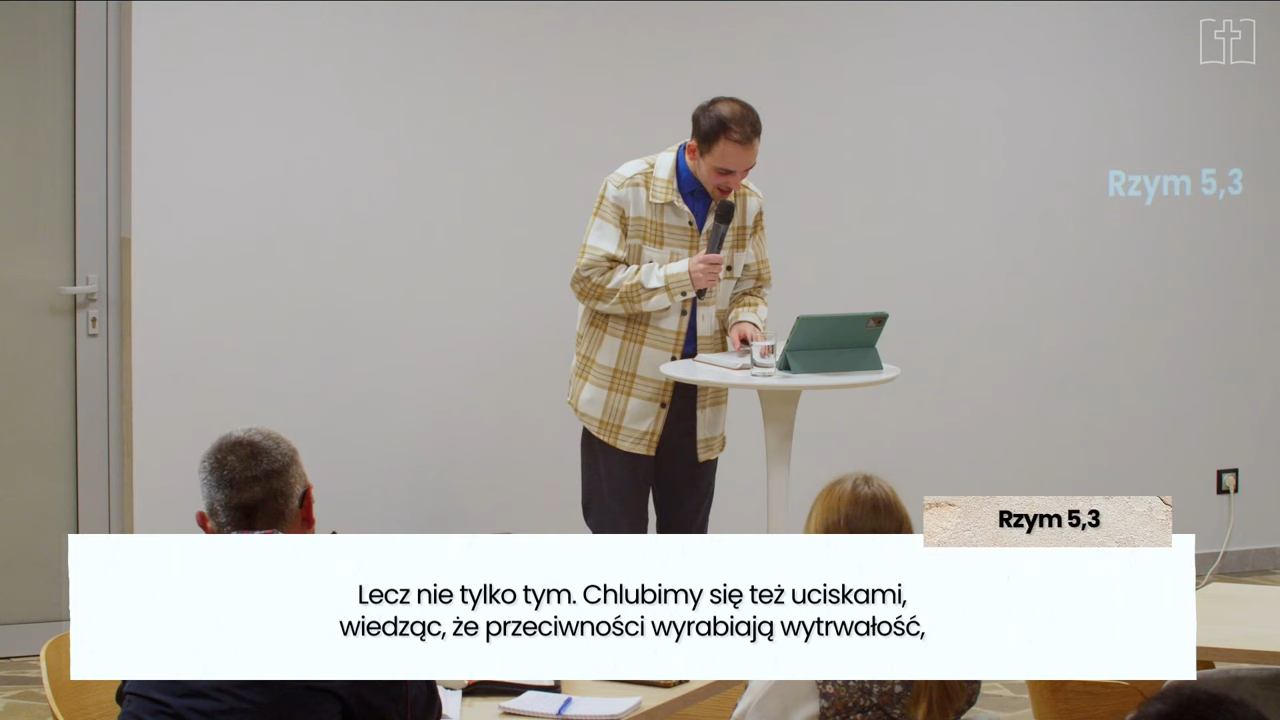 Rzym 5,3
Rzym 5,3
Lecz nie tylko tym. Chlubimy się też uciskami,
wiedząc, że przeciwności wyrabiają wytrwałość,